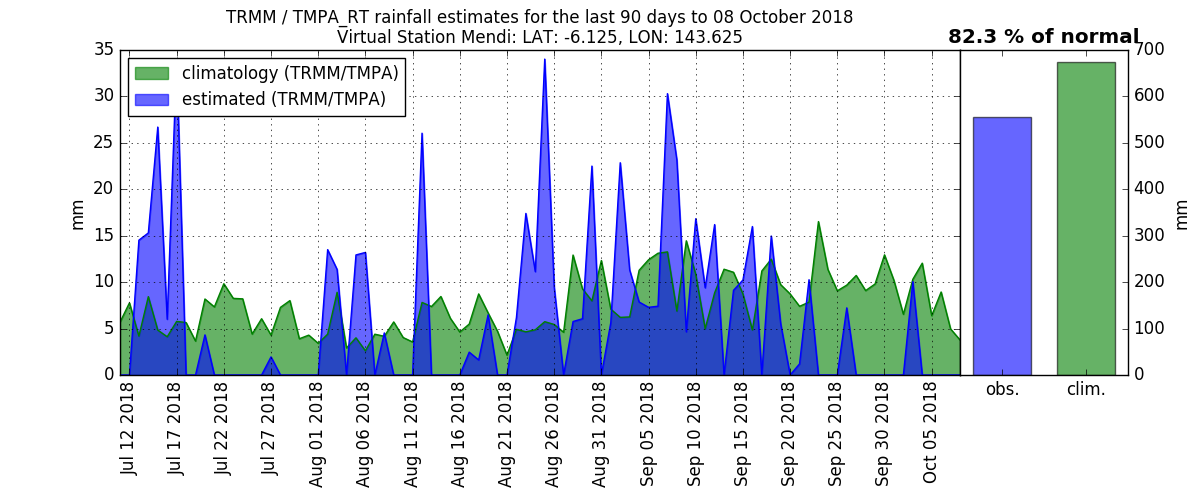 TRMM / TMPA_RT rainfall estimates for the last 90 days to 08 October 2018
Virtual Station Mendi: LAT: -6.125, LON: 143.625
82.3 % of normal
climatology (TRMM/TMPA)
estimated (TRMM/TMPA)
35
30
25
20
15
10
5
0
mm
Jul 12 2018
Jul 17 2018
Jul 22 2018
Jul 27 2018
Aug 01 2018
Aug 06 2018
Aug 11 2018
Aug 16 2018
Aug 21 2018
Aug 26 2018
Aug 31 2018
Sep 05 2018
Sep 10 2018
Sep 15 2018
Sep 20 2018
Sep 25 2018
Sep 30 2018
Oct 05 2018
obs.
clim.
700
600
500
400
300
200
100
0
mm